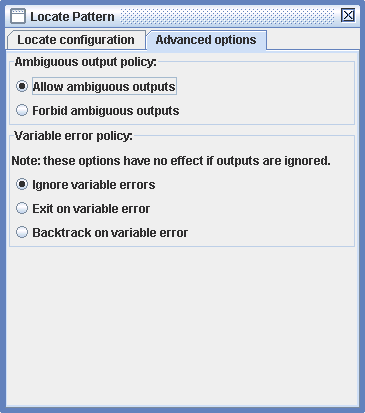 Locate Pattern
Locate configuration
Advanced options
Ambiguous output policy:
Allow ambiguous outputs
Forbid ambiguous outputs
Variable error policy:
Note: these options have no effect if outputs are ignored.
Ignore variable errors
Exit on variable error
Backtrack on variable error